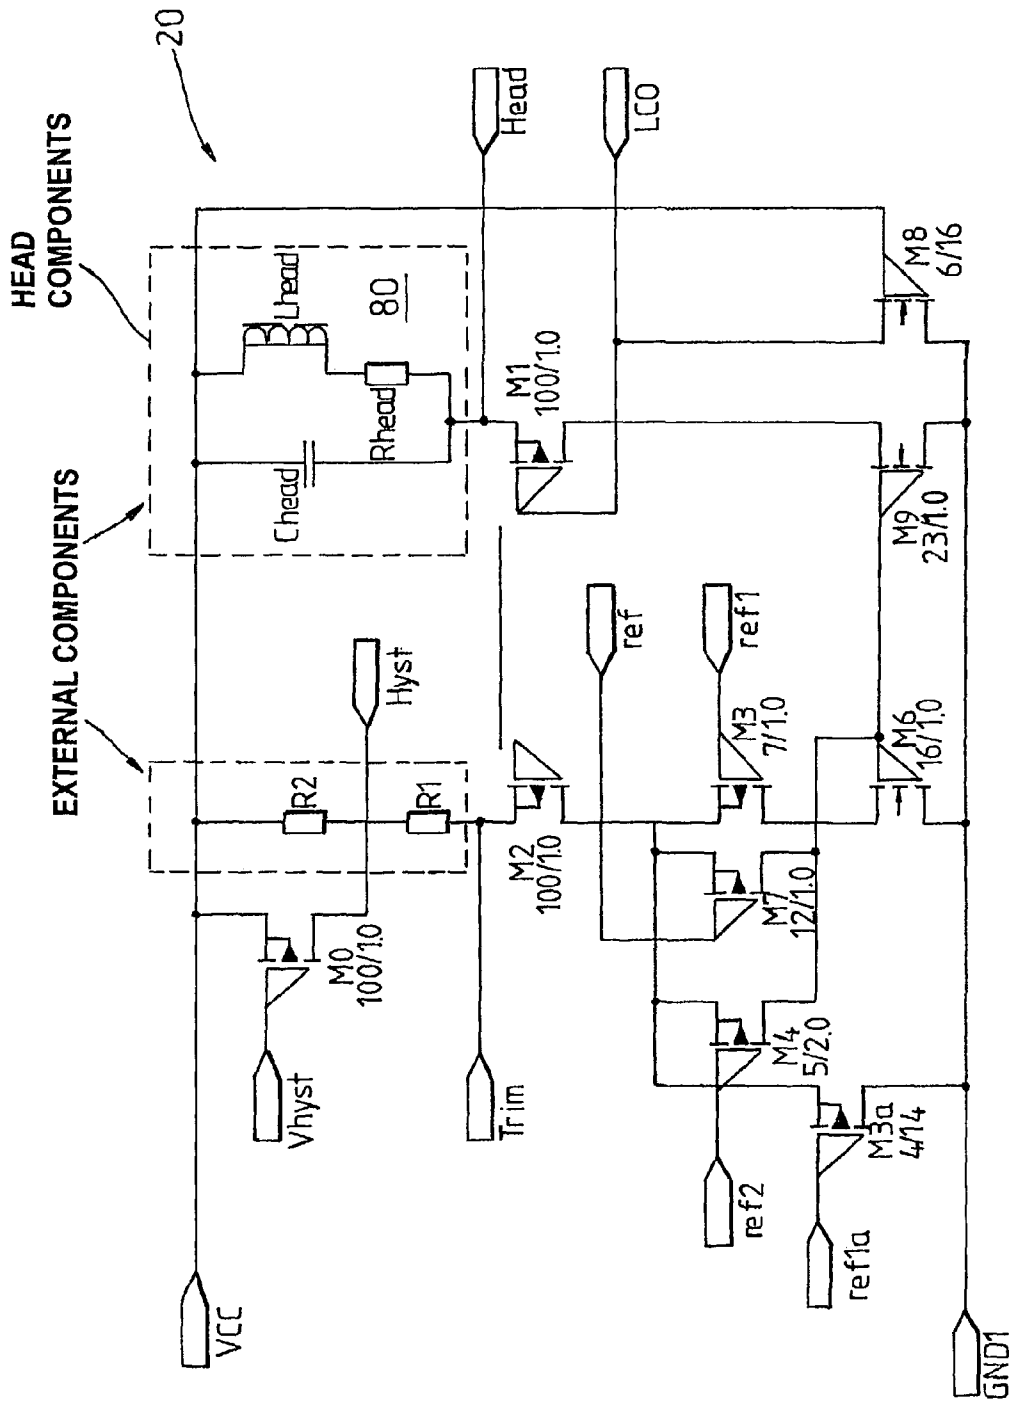 HEAD
COMPONENTS
20
EXTERNAL COMPONENTS
Lhead
80
Rhead
Chead
Head
LCO
M1
100/1.0
M8
6/16
M9
23/1.0
R2
R1
Hyst
ref
ref1
M0
100/1.0
M2
100/1.0
M3
7/1.0
M6
16/1.0
M7
12/1.0
M4
5/2.0
M3a
4/14
Vhyst
Trim
ref2
ref1a
VCC
GND1